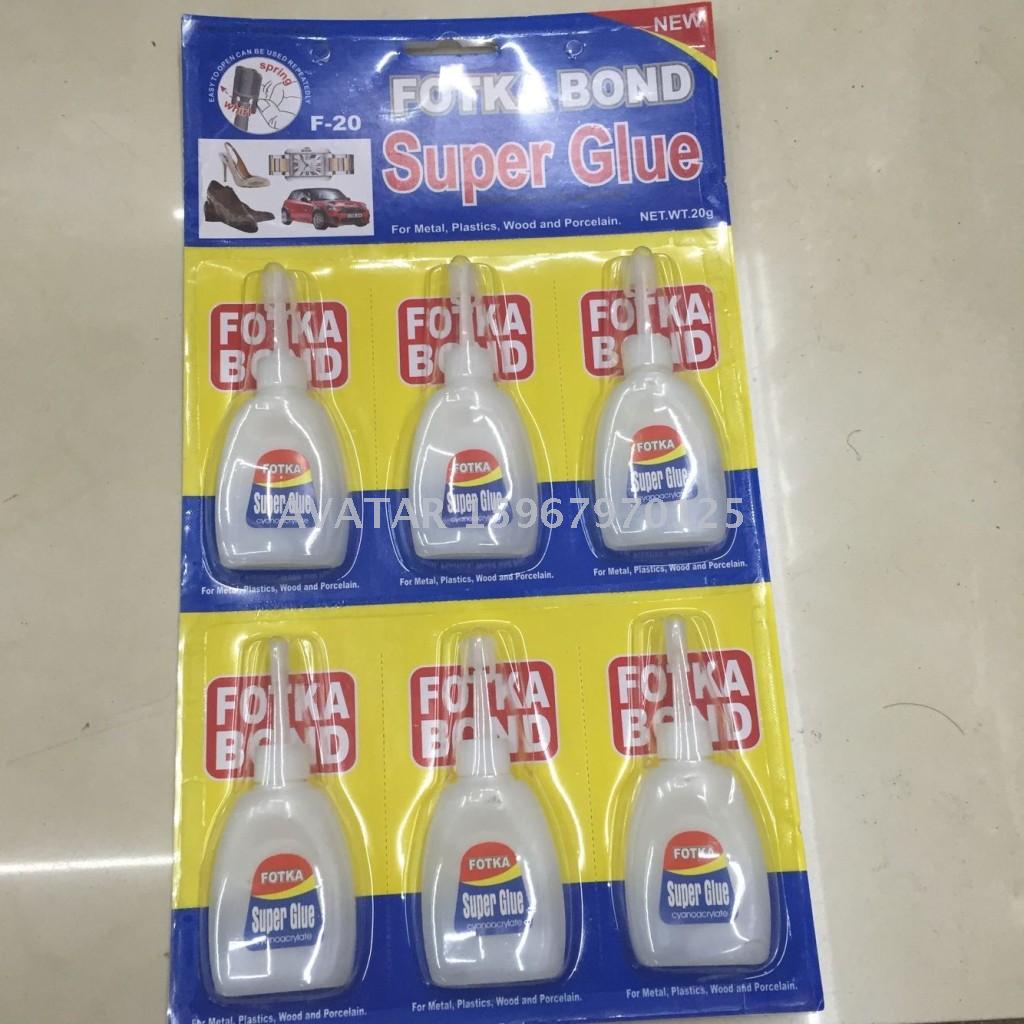 NEW
EASY TO OPEN CAN BE USED REPEATEDLY
spring
whirl
F-20
FOTKA BOND
Super Glue
For Metal, Plastics, Wood and Porcelain.
NET.WT.20g
FOTKA
BOND
FOTKA
BOND
FOTKA
BOND
FOTKA
Super Glue
cyanoacrylate
FOTKA
Super Glue
cyanoacrylate
FOTKA
Super Glue
cyanoacrylate
AVATAR
For Metal, Plastics, Wood and Porcelain.
For Metal, Plastics, Wood and Porcelain.
For Metal, Plastics, Wood and Porcelain.
FOTKA
BOND
FOTKA
BOND
FOTKA
BOND
FOTKA
Super Glue
cyanoacrylate
FOTKA
Super Glue
cyanoacrylate
FOTKA
Super Glue
cyanoacrylate
For Metal, Plastics, Wood and Porcelain.
For Metal, Plastics, Wood and Porcelain.
For Metal, Plastics, Wood and Porcelain.